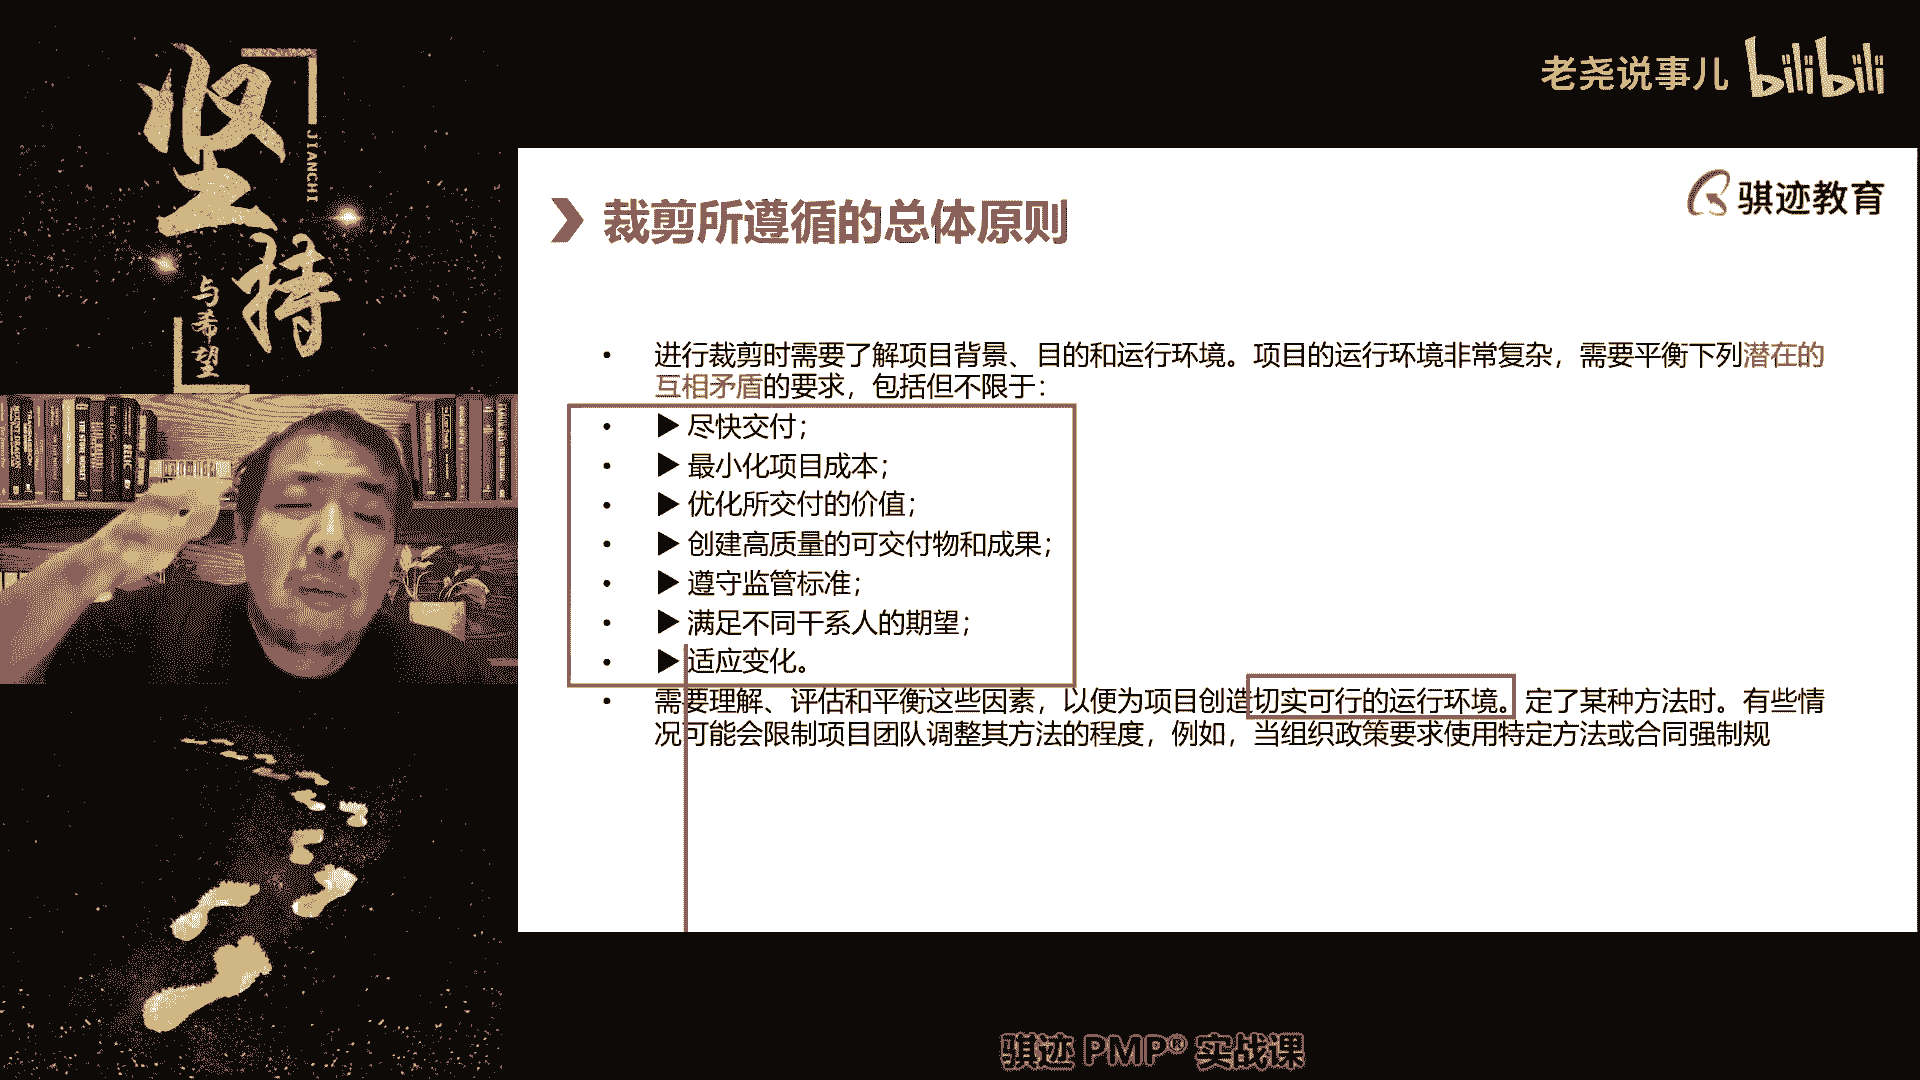 坚持
JIANCHI
与希望
老尧说事儿 bilibili
骐迹教育
裁剪所遵循的总体原则
• 进行裁剪时需要了解项目背景、目的和运行环境。项目的运行环境非常复杂，需要平衡下列潜在的
互相矛盾的要求，包括但不限于：
• ▶ 尽快交付；
• ▶ 最小化项目成本；
• ▶ 优化所交付的价值；
• ▶ 创建高质量的可交付物和成果；
• ▶ 遵守监管标准；
• ▶ 满足不同干系人的期望；
• ▶ 适应变化。
• 需要理解、评估和平衡这些因素，以便为项目创造切实可行的运行环境。定了某种方法时。有些情
况可能会限制项目团队调整其方法的程度，例如，当组织政策要求使用特定方法或合同强制规
骐迹 PMP® 实战课